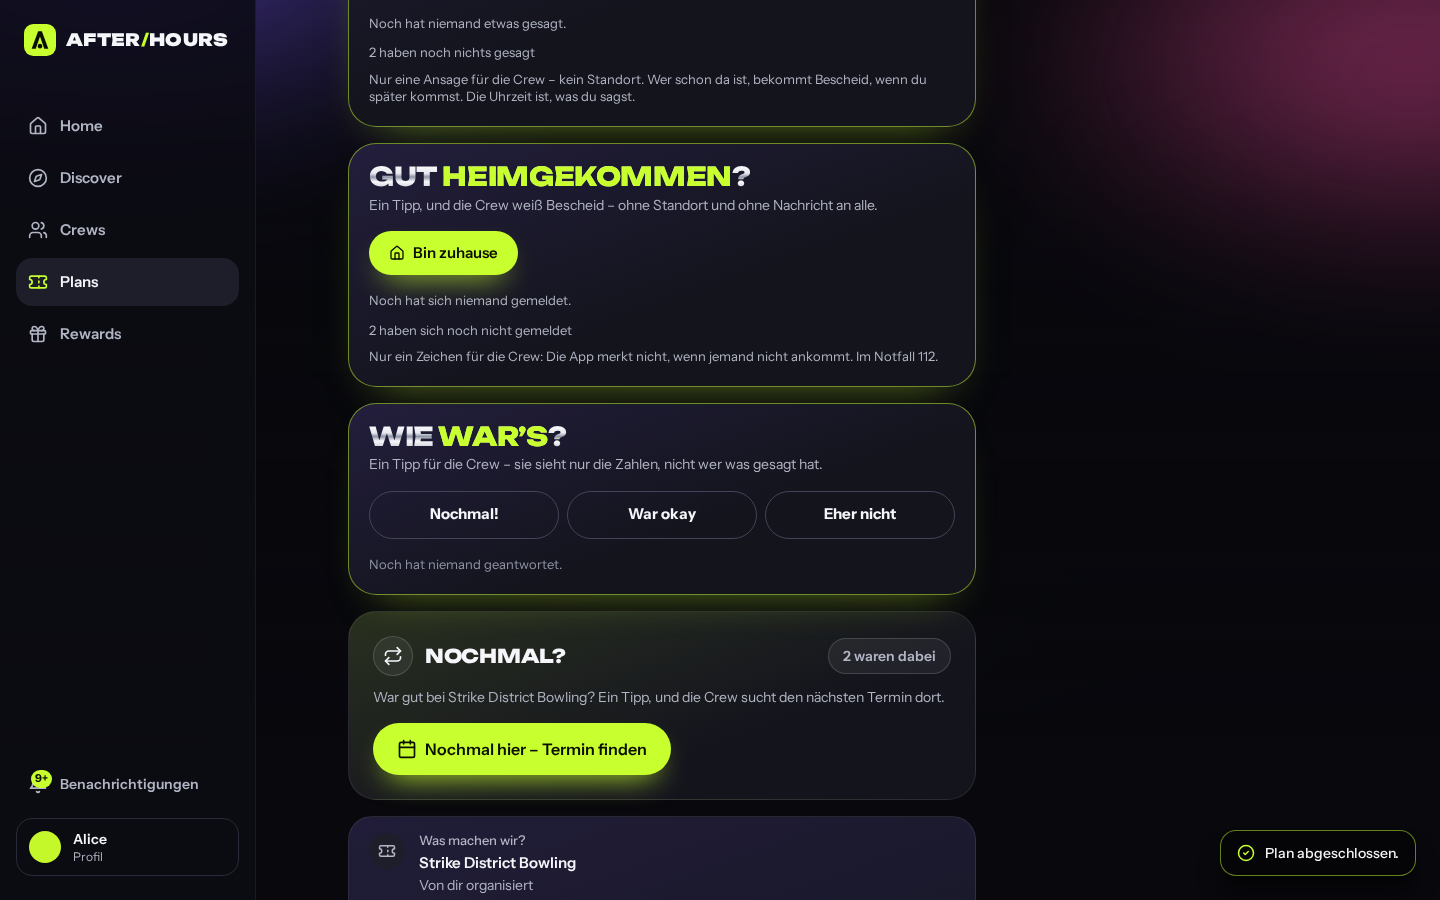 AFTER/HOURS
Home
Discover
Crews
Plans
Rewards
9+
Benachrichtigungen
Alice
Profil
Noch hat niemand etwas gesagt.
2 haben noch nichts gesagt
Nur eine Ansage für die Crew – kein Standort. Wer schon da ist, bekommt Bescheid, wenn du
später kommst. Die Uhrzeit ist, was du sagst.
GUT HEIMGEKOMMEN?
Ein Tipp, und die Crew weiß Bescheid – ohne Standort und ohne Nachricht an alle.
Bin zuhause
Noch hat sich niemand gemeldet.
2 haben sich noch nicht gemeldet
Nur ein Zeichen für die Crew: Die App merkt nicht, wenn jemand nicht ankommt. Im Notfall 112.
WIE WAR’S?
Ein Tipp für die Crew – sie sieht nur die Zahlen, nicht wer was gesagt hat.
Nochmal!
War okay
Eher nicht
Noch hat niemand geantwortet.
NOCHMAL?
2 waren dabei
War gut bei Strike District Bowling? Ein Tipp, und die Crew sucht den nächsten Termin dort.
Nochmal hier – Termin finden
Was machen wir?
Strike District Bowling
Von dir organisiert
Plan abgeschlossen.